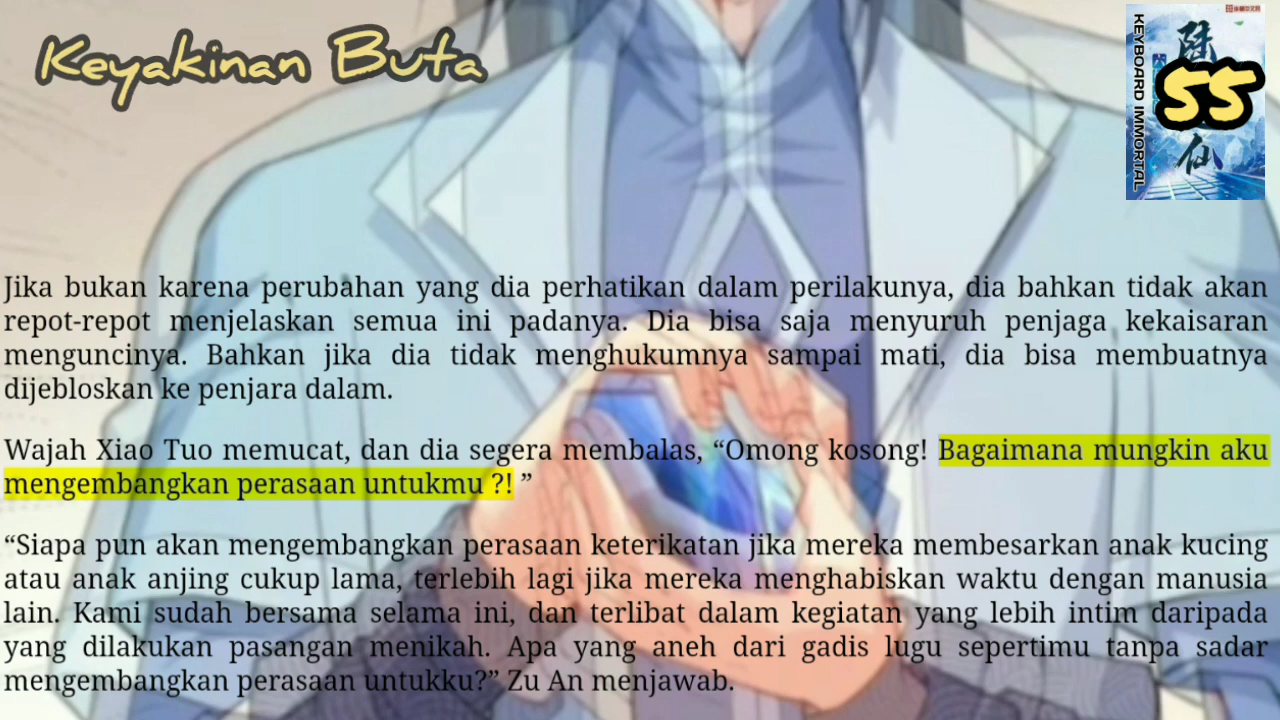 Keyakinan Buta
KEYBOARD IMMORTAL
55
仙
Jika bukan karena perubahan yang dia perhatikan dalam perilakunya, dia bahkan tidak akan
repot-repot menjelaskan semua ini padanya. Dia bisa saja menyuruh penjaga kekaisaran
menguncinya. Bahkan jika dia tidak menghukumnya sampai mati, dia bisa membuatnya
dijebloskan ke penjara dalam.
Wajah Xiao Tuo memucat, dan dia segera membalas, “Omong kosong! Bagaimana mungkin aku
mengembangkan perasaan untukmu ?! ”
“Siapa pun akan mengembangkan perasaan keterikatan jika mereka membesarkan anak kucing
atau anak anjing cukup lama, terlebih lagi jika mereka menghabiskan waktu dengan manusia
lain. Kami sudah bersama selama ini, dan terlibat dalam kegiatan yang lebih intim daripada
yang dilakukan pasangan menikah. Apa yang aneh dari gadis lugu sepertimu tanpa sadar
mengembangkan perasaan untukku?” Zu An menjawab.